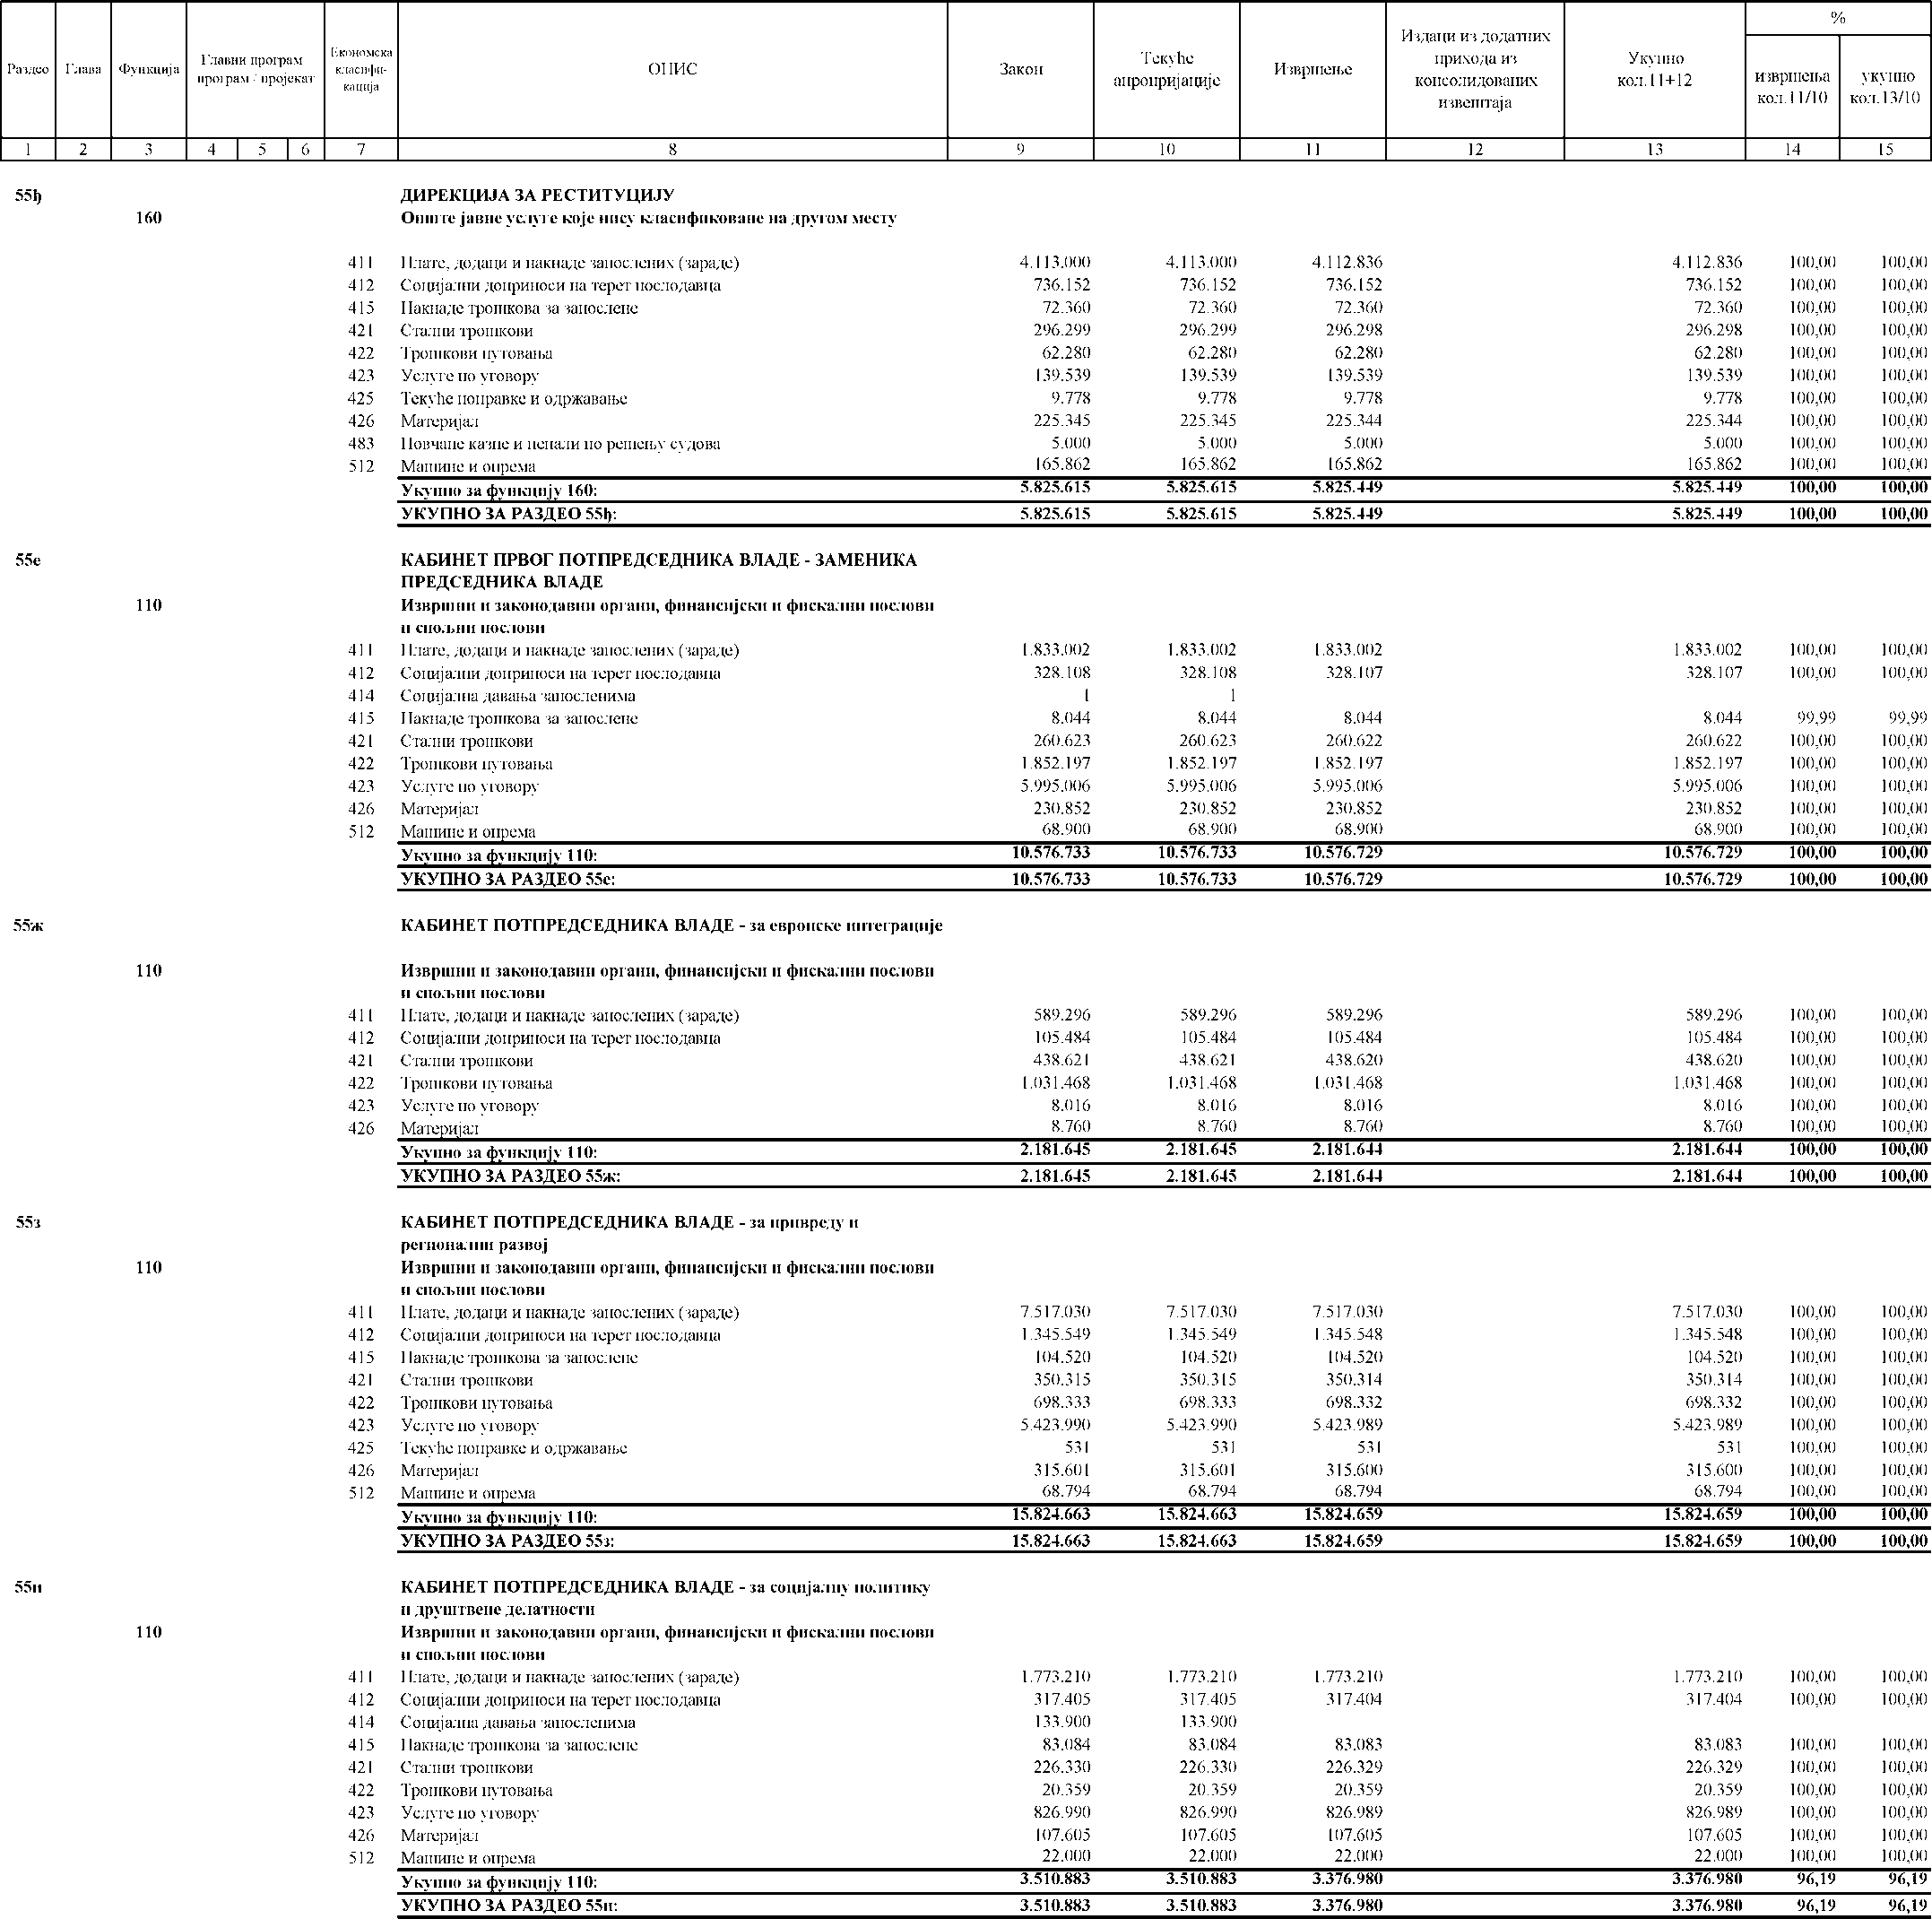 Раздео Глава Функција Главни програм програм / пројекат Економска класифи-кација ОПИС Закон Текуће апропријације Извршење Издаци из додатних прихода из консолидованих извештаја Укупно кол.11+12 %
извршења кол.11/10 укупно кол.13/10
1 2 3 4 5 6 7 8 9 10 11 12 13 14 15
55ђ ДИРЕКЦИЈА ЗА РЕСТИТУЦИЈУ
160 Опште јавне услуге које нису класификоване на другом месту
411 Плате, додаци и накнаде запослених (зараде) 4.113.000 4.113.000 4.112.836 4.112.836 100,00 100,00
412 Социјални доприноси на терет послодавца 736.152 736.152 736.152 736.152 100,00 100,00
415 Накнаде трошкова за запослене 72.360 72.360 72.360 72.360 100,00 100,00
421 Стални трошкови 296.299 296.299 296.298 296.298 100,00 100,00
422 Трошкови путовања 62.280 62.280 62.280 62.280 100,00 100,00
423 Услуге по уговору 139.539 139.539 139.539 139.539 100,00 100,00
425 Текуће поправке и одржавање 9.778 9.778 9.778 9.778 100,00 100,00
426 Материјал 225.345 225.345 225.344 225.344 100,00 100,00
483 Новчане казне и пенали по решењу судова 5.000 5.000 5.000 5.000 100,00 100,00
512 Машине и опрема 165.862 165.862 165.862 165.862 100,00 100,00
Укупно за функцију 160: 5.825.615 5.825.615 5.825.449 5.825.449 100,00 100,00
УКУПНО ЗА РАЗДЕО 55ђ: 5.825.615 5.825.615 5.825.449 5.825.449 100,00 100,00
55е КАБИНЕТ ПРВОГ ПОТПРЕДСЕДНИКА ВЛАДЕ - ЗАМЕНИКА
ПРЕДСЕДНИКА ВЛАДЕ
110 Извршни и законодавни органи, финансијски и фискални послови
и спољни послови
411 Плате, додаци и накнаде запослених (зараде) 1.833.002 1.833.002 1.833.002 1.833.002 100,00 100,00
412 Социјални доприноси на терет послодавца 328.108 328.108 328.107 328.107 100,00 100,00
414 Социјална давања запосленима 1 1
415 Накнаде трошкова за запослене 8.044 8.044 8.044 8.044 99,99 99,99
421 Стални трошкови 260.623 260.623 260.622 260.622 100,00 100,00
422 Трошкови путовања 1.852.197 1.852.197 1.852.197 1.852.197 100,00 100,00
423 Услуге по уговору 5.995.006 5.995.006 5.995.006 5.995.006 100,00 100,00
426 Материјал 230.852 230.852 230.852 230.852 100,00 100,00
512 Машине и опрема 68.900 68.900 68.900 68.900 100,00 100,00
Укупно за функцију 110: 10.576.733 10.576.733 10.576.729 10.576.729 100,00 100,00
УКУПНО ЗА РАЗДЕО 55е: 10.576.733 10.576.733 10.576.729 10.576.729 100,00 100,00
55ж КАБИНЕТ ПОТПРЕДСЕДНИКА ВЛАДЕ - за европске интеграције
110 Извршни и законодавни органи, финансијски и фискални послови
и спољни послови
411 Плате, додаци и накнаде запослених (зараде) 589.296 589.296 589.296 589.296 100,00 100,00
412 Социјални доприноси на терет послодавца 105.484 105.484 105.484 105.484 100,00 100,00
421 Стални трошкови 438.621 438.621 438.620 438.620 100,00 100,00
422 Трошкови путовања 1.031.468 1.031.468 1.031.468 1.031.468 100,00 100,00
423 Услуге по уговору 8.016 8.016 8.016 8.016 100,00 100,00
426 Материјал 8.760 8.760 8.760 8.760 100,00 100,00
Укупно за функцију 110: 2.181.645 2.181.645 2.181.644 2.181.644 100,00 100,00
УКУПНО ЗА РАЗДЕО 55ж: 2.181.645 2.181.645 2.181.644 2.181.644 100,00 100,00
55з КАБИНЕТ ПОТПРЕДСЕДНИКА ВЛАДЕ - за привреду и
регионални развој
110 Извршни и законодавни органи, финансијски и фискални послови
и спољни послови
411 Плате, додаци и накнаде запослених (зараде) 7.517.030 7.517.030 7.517.030 7.517.030 100,00 100,00
412 Социјални доприноси на терет послодавца 1.345.549 1.345.549 1.345.548 1.345.548 100,00 100,00
415 Накнаде трошкова за запослене 104.520 104.520 104.520 104.520 100,00 100,00
421 Стални трошкови 350.315 350.315 350.314 350.314 100,00 100,00
422 Трошкови путовања 698.333 698.333 698.332 698.332 100,00 100,00
423 Услуге по уговору 5.423.990 5.423.990 5.423.989 5.423.989 100,00 100,00
425 Текуће поправке и одржавање 531 531 531 531 100,00 100,00
426 Материјал 315.601 315.601 315.600 315.600 100,00 100,00
512 Машине и опрема 68.794 68.794 68.794 68.794 100,00 100,00
Укупно за функцију 110: 15.824.663 15.824.663 15.824.659 15.824.659 100,00 100,00
УКУПНО ЗА РАЗДЕО 55з: 15.824.663 15.824.663 15.824.659 15.824.659 100,00 100,00
55и КАБИНЕТ ПОТПРЕДСЕДНИКА ВЛАДЕ - за социјалну политику
и друштвене делатности
110 Извршни и законодавни органи, финансијски и фискални послови
и спољни послови
411 Плате, додаци и накнаде запослених (зараде) 1.773.210 1.773.210 1.773.210 1.773.210 100,00 100,00
412 Социјални доприноси на терет послодавца 317.405 317.405 317.404 317.404 100,00 100,00
414 Социјална давања запосленима 133.900 133.900
415 Накнаде трошкова за запослене 83.084 83.084 83.083 83.083 100,00 100,00
421 Стални трошкови 226.330 226.330 226.329 226.329 100,00 100,00
422 Трошкови путовања 20.359 20.359 20.359 20.359 100,00 100,00
423 Услуге по уговору 826.990 826.990 826.989 826.989 100,00 100,00
426 Материјал 107.605 107.605 107.605 107.605 100,00 100,00
512 Машине и опрема 22.000 22.000 22.000 22.000 100,00 100,00
Укупно за функцију 110: 3.510.883 3.510.883 3.376.980 3.376.980 96,19 96,19
УКУПНО ЗА РАЗДЕО 55и: 3.510.883 3.510.883 3.376.980 3.376.980 96,19 96,19